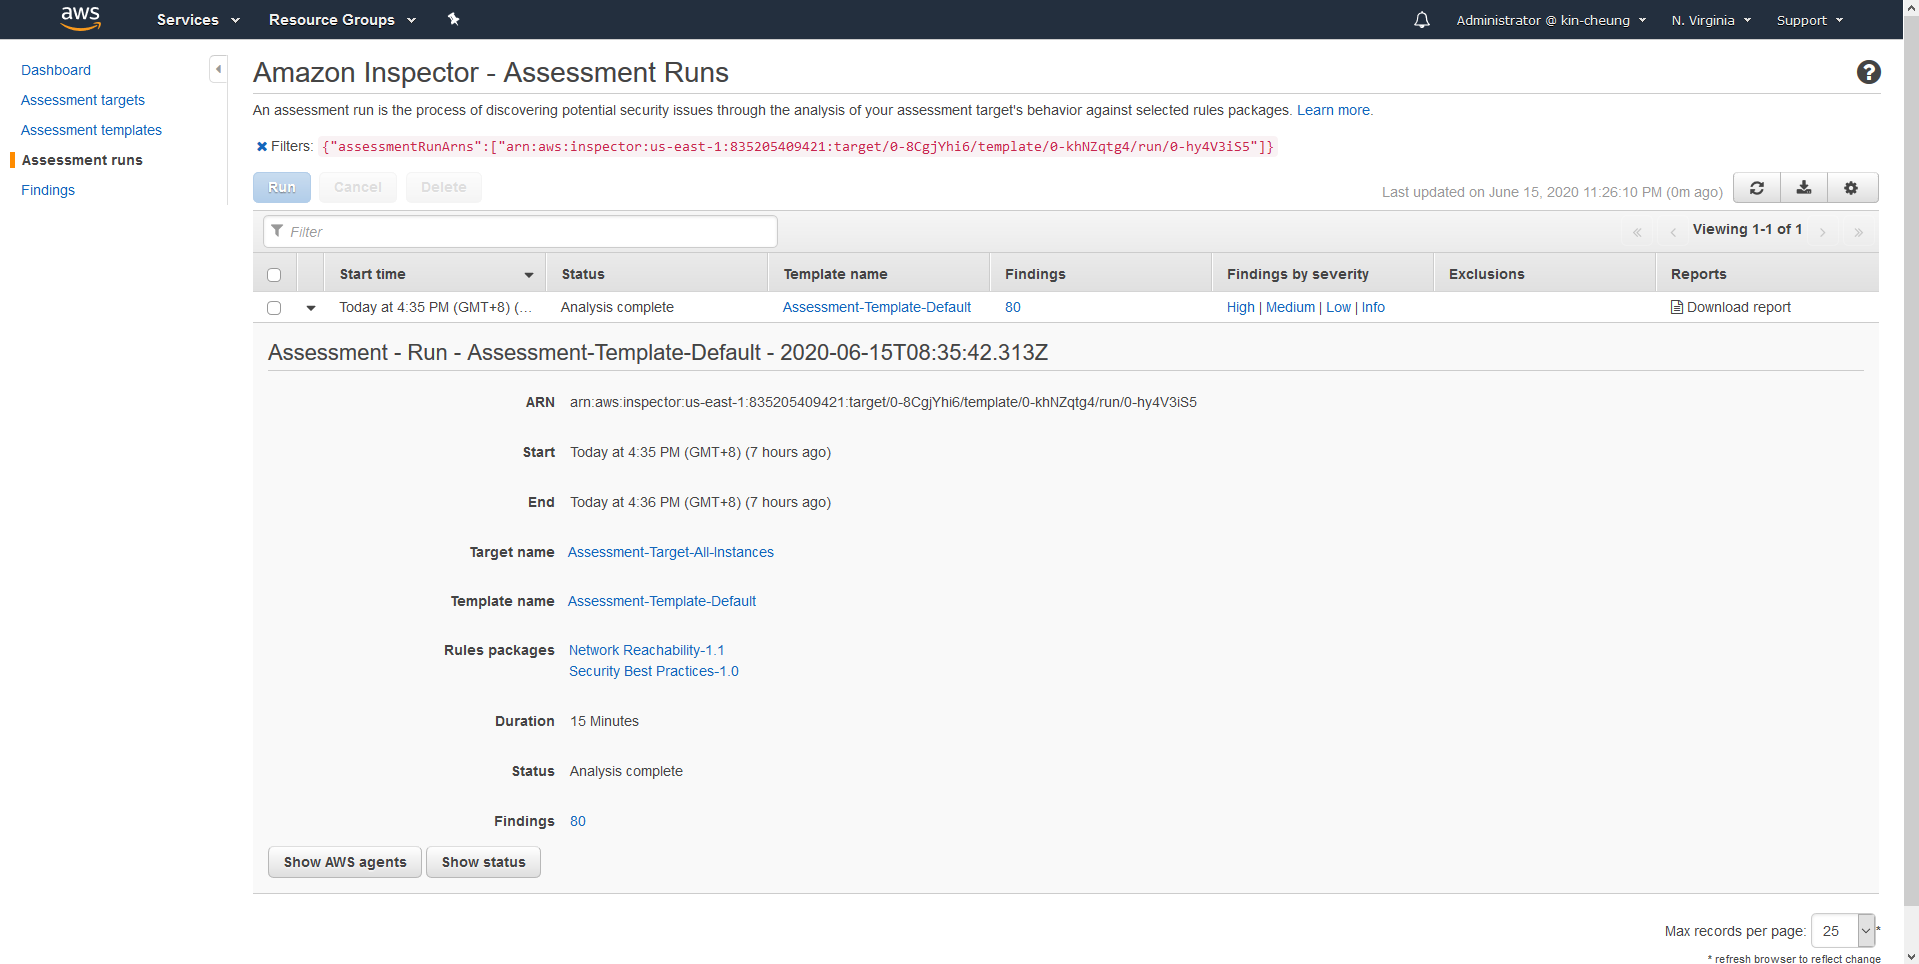 aws Services Resource Groups Administrator @ kin-cheung N. Virginia Support
Dashboard
Assessment targets
Assessment templates
Assessment runs
Findings
Amazon Inspector - Assessment Runs
An assessment run is the process of discovering potential security issues through the analysis of your assessment target's behavior against selected rules packages. Learn more.
Filters: {"assessmentRunArns":["arn:aws:inspector:us-east-1:835205409421:target/0-8CgjYhi6/template/0-khNZqtg4/run/0-hy4V3iS5"]}
Run Cancel Delete Last updated on June 15, 2020 11:26:10 PM (0m ago)
Filter « ‹ Viewing 1-1 of 1 › »
Start time Status Template name Findings Findings by severity Exclusions Reports
Today at 4:35 PM (GMT+8) (... Analysis complete Assessment-Template-Default 80 High | Medium | Low | Info Download report
Assessment - Run - Assessment-Template-Default - 2020-06-15T08:35:42.313Z
ARN arn:aws:inspector:us-east-1:835205409421:target/0-8CgjYhi6/template/0-khNZqtg4/run/0-hy4V3iS5
Start Today at 4:35 PM (GMT+8) (7 hours ago)
End Today at 4:36 PM (GMT+8) (7 hours ago)
Target name Assessment-Target-All-Instances
Template name Assessment-Template-Default
Rules packages Network Reachability-1.1
Security Best Practices-1.0
Duration 15 Minutes
Status Analysis complete
Findings 80
Show AWS agents Show status
Max records per page: 25 *
* refresh browser to reflect change